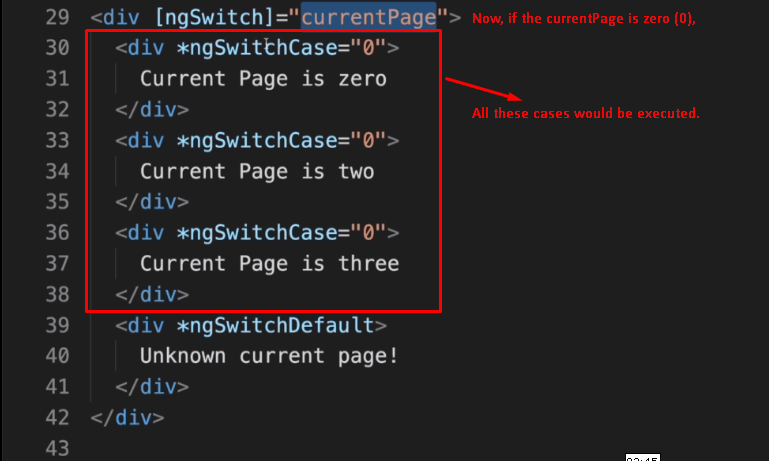 29 <div [ngSwitch]="currentPage"> Now, if the currentPage is zero (0),
30 <div *ngSwitchCase="0">
31 Current Page is zero
32 </div>
All these cases would be executed.
33 <div *ngSwitchCase="0">
34 Current Page is two
35 </div>
36 <div *ngSwitchCase="0">
37 Current Page is three
38 </div>
39 <div *ngSwitchDefault>
40 Unknown current page!
41 </div>
42 </div>
43